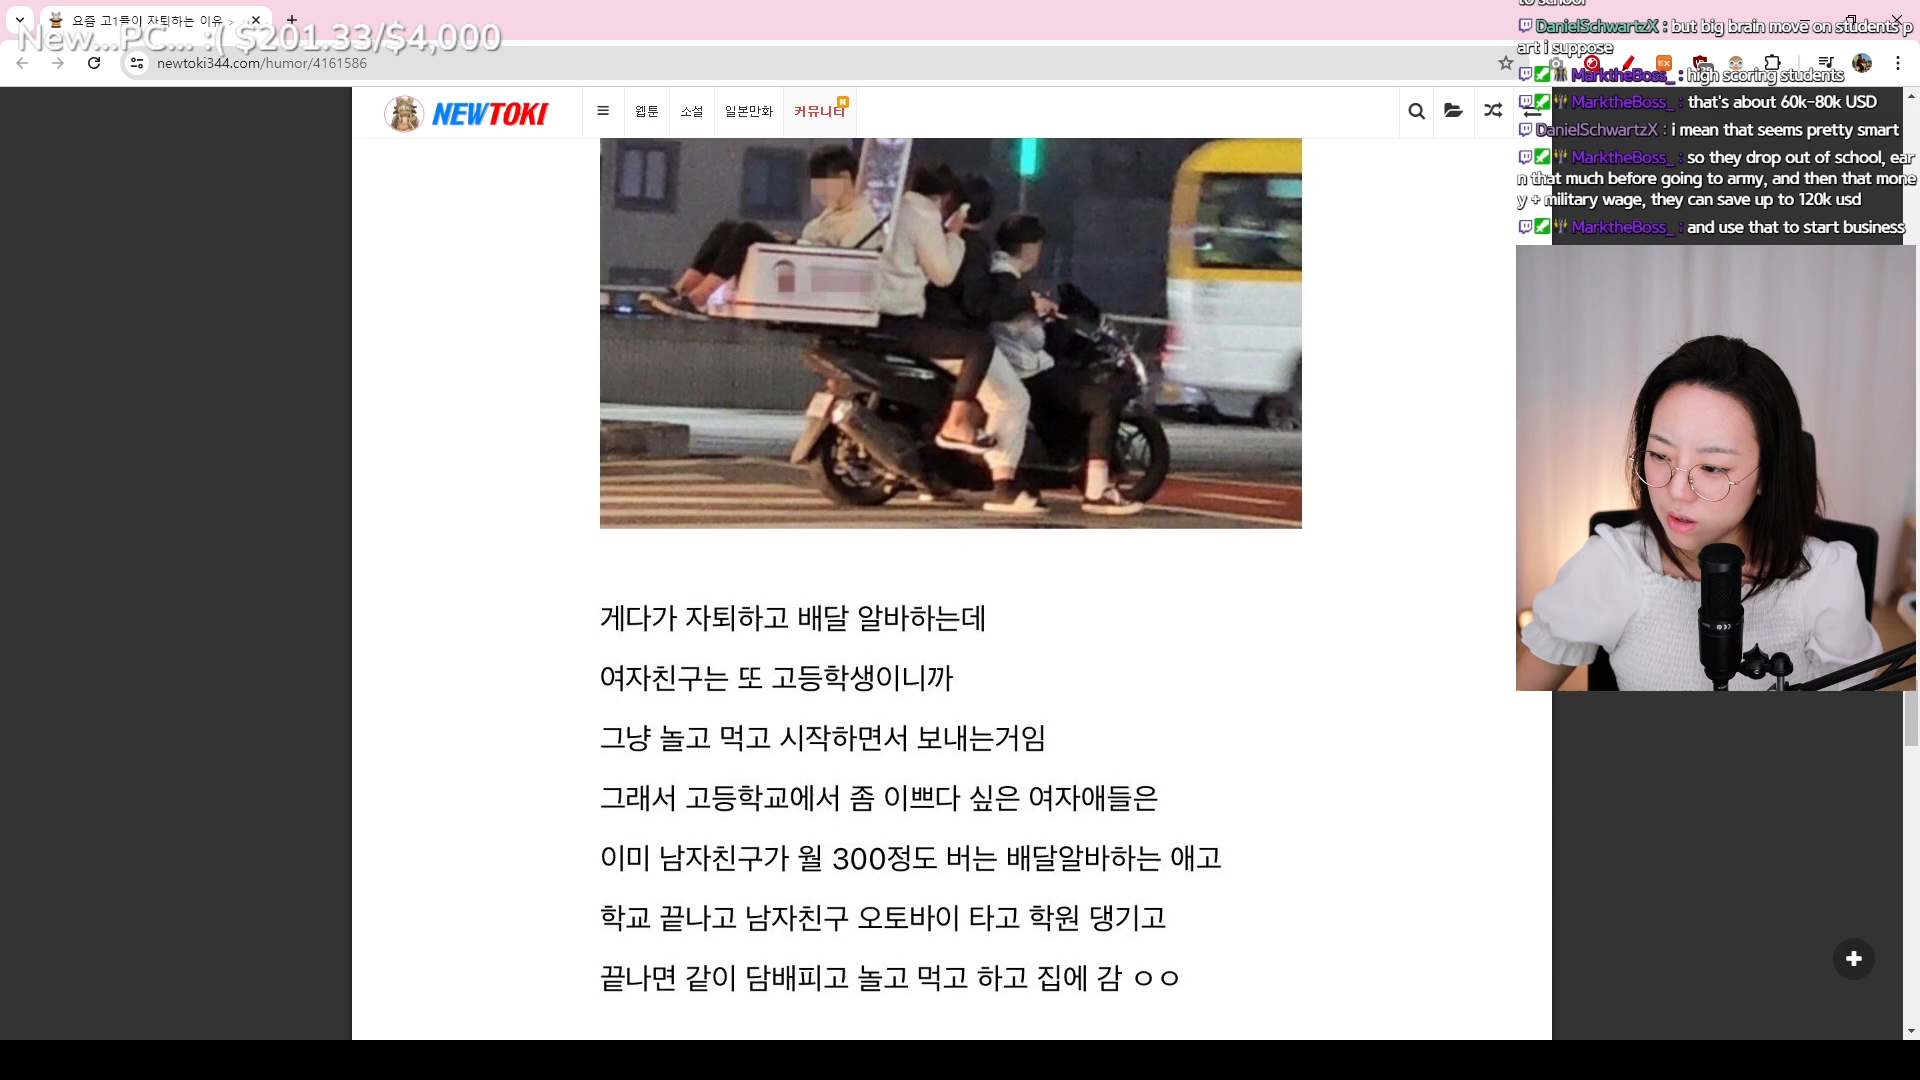 요즘 고1들이 자퇴하는 이유 >
New...PC... :( $201.33/$4,000
newtoki344.com/humor/4161586
NEWTOKI
웹툰
소설
일본만화
커뮤니티
N
to school
DanielSchwartzX : but big brain move on students p
art i suppose
MarktheBoss_ : high scoring students
MarktheBoss_ : that's about 60k-80k USD
DanielSchwartzX : i mean that seems pretty smart
MarktheBoss_ : so they drop out of school, ear
n that much before going to army, and then that mone
y + military wage, they can save up to 120k usd
MarktheBoss_ : and use that to start business
게다가 자퇴하고 배달 알바하는데
여자친구는 또 고등학생이니까
그냥 놀고 먹고 시작하면서 보내는거임
그래서 고등학교에서 좀 이쁘다 싶은 여자애들은
이미 남자친구가 월 300정도 버는 배달알바하는 애고
학교 끝나고 남자친구 오토바이 타고 학원 댕기고
끝나면 같이 담배피고 놀고 먹고 하고 집에 감 ㅇㅇ